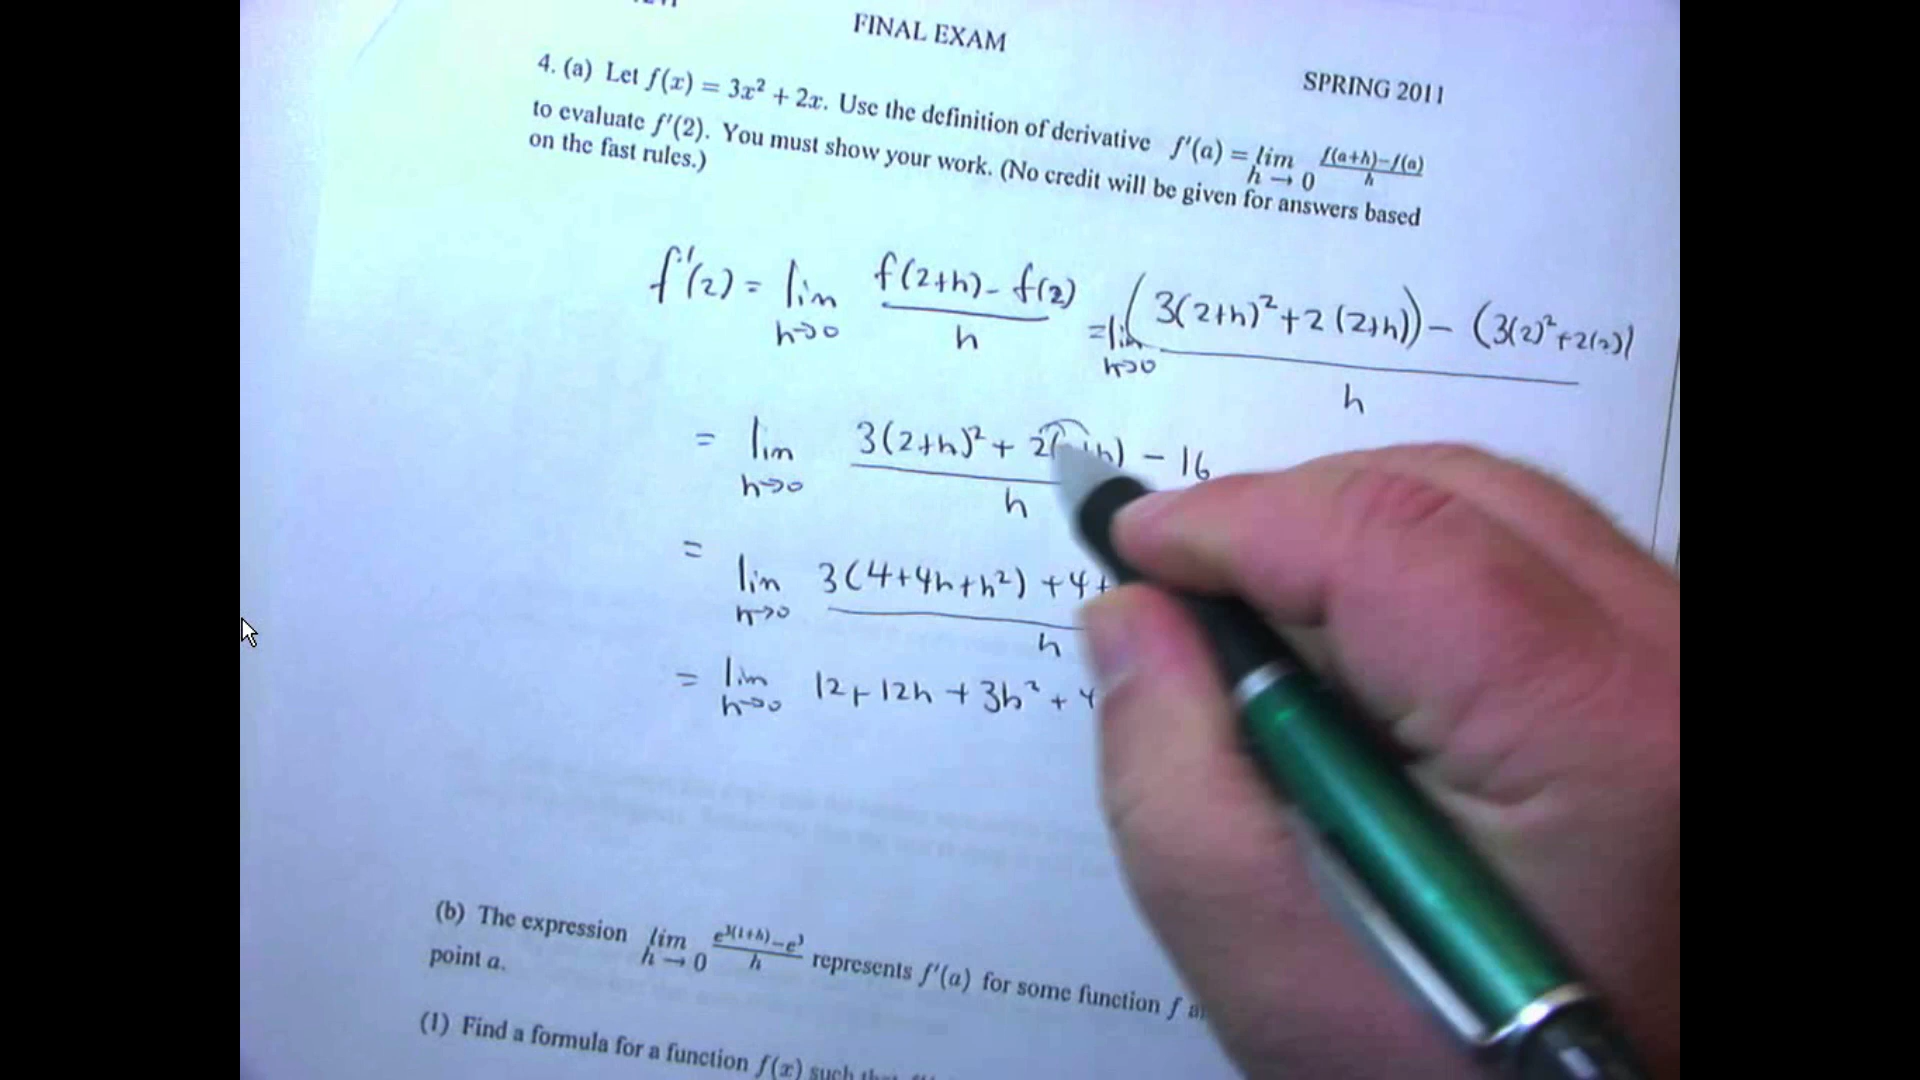 FINAL EXAM
SPRING 2011
4. (a) Let f(x) = 3x² + 2x. Use the definition of derivative f'(a) = lim h → 0 f(a+h)−f(a) / h
to evaluate f'(2). You must show your work. (No credit will be given for answers based
on the fast rules.)
f'(2) = lim h→0 f(2+h) - f(2) / h = lim h→0 (3(2+h)² + 2(2+h)) − (3(2)² + 2(2)) / h
= lim h→0 3(2+h)² + 2( +h) − 16 / h
= lim h→0 3(4+4h+h²) + 4 + / h
= lim h→0 12 + 12h + 3h² + 4
(b) The expression lim h → 0 e³⁽¹⁺ʰ⁾−e³ / h represents f'(a) for some function f
point a.
(1) Find a formula for a function f(x) such that